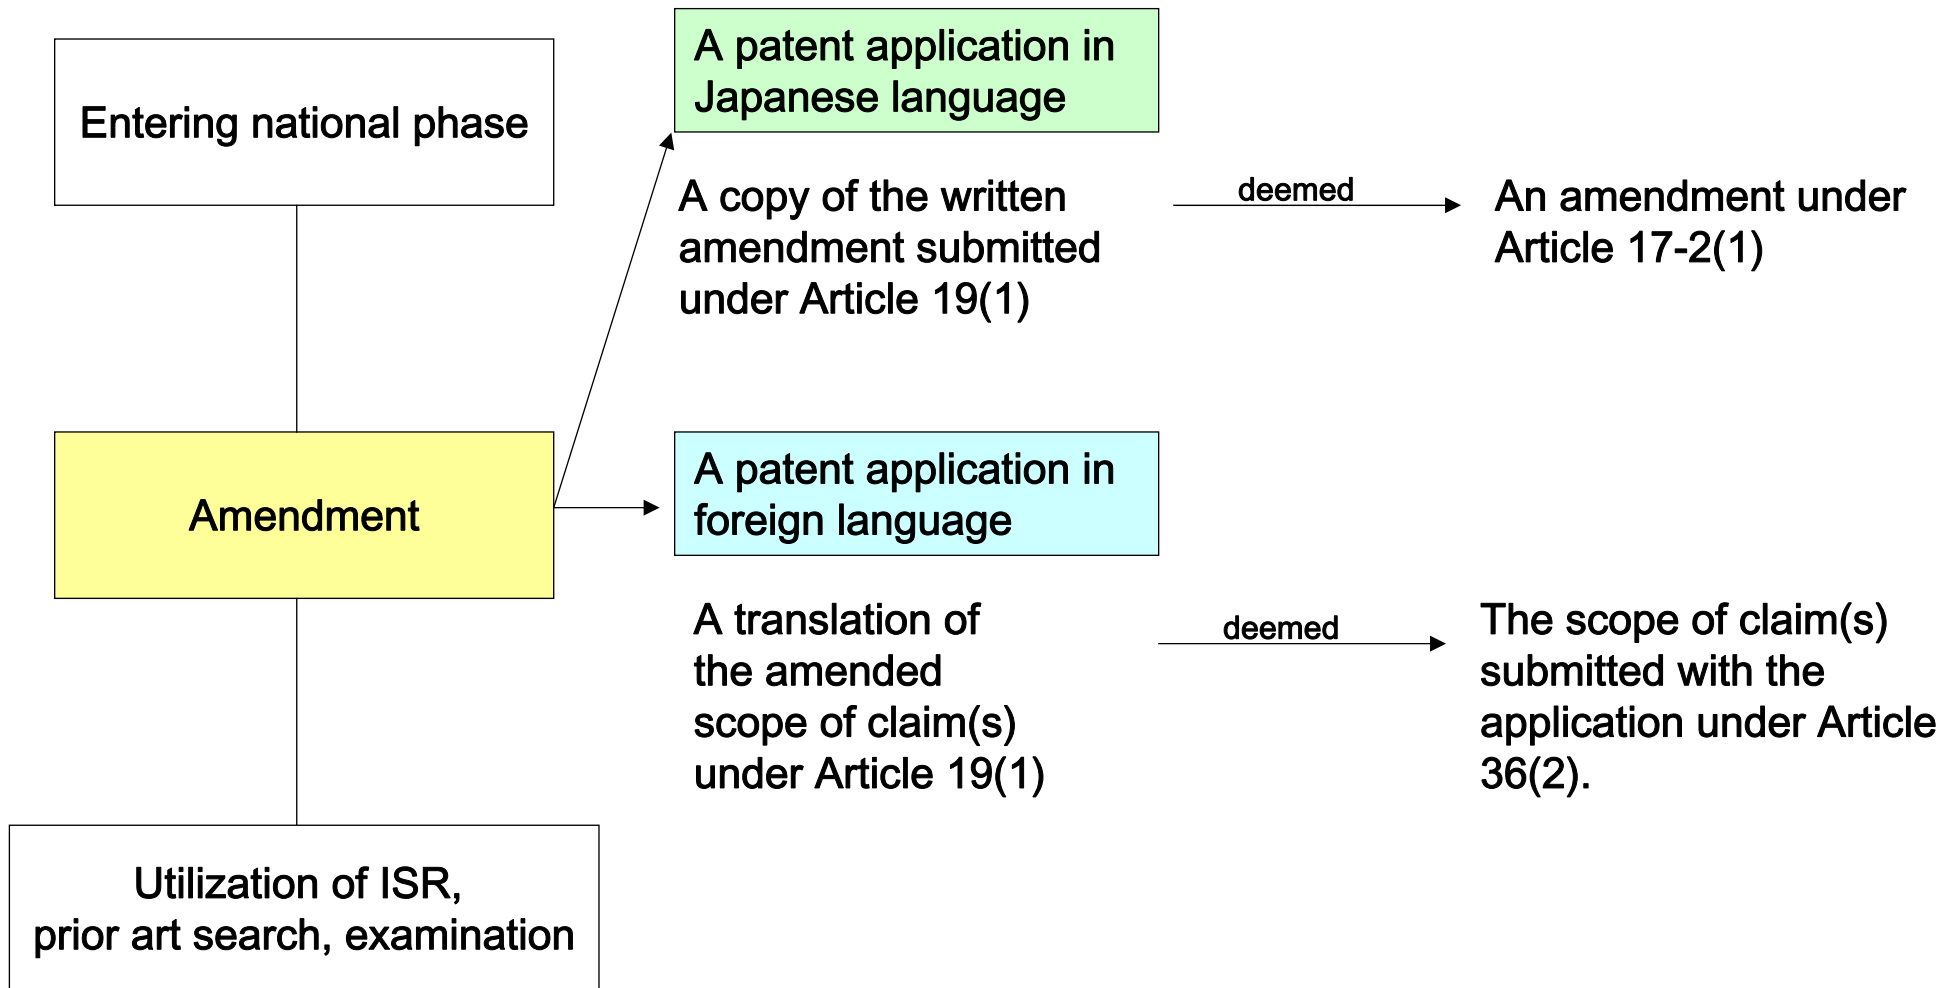 Entering national phase
A patent application in
Japanese language
A copy of the written
amendment submitted
under Article 19(1)
deemed
An amendment under
Article 17-2(1)
Amendment
A patent application in
foreign language
A translation of
the amended
scope of claim(s)
under Article 19(1)
deemed
The scope of claim(s)
submitted with the
application under Article
36(2).
Utilization of ISR,
prior art search, examination